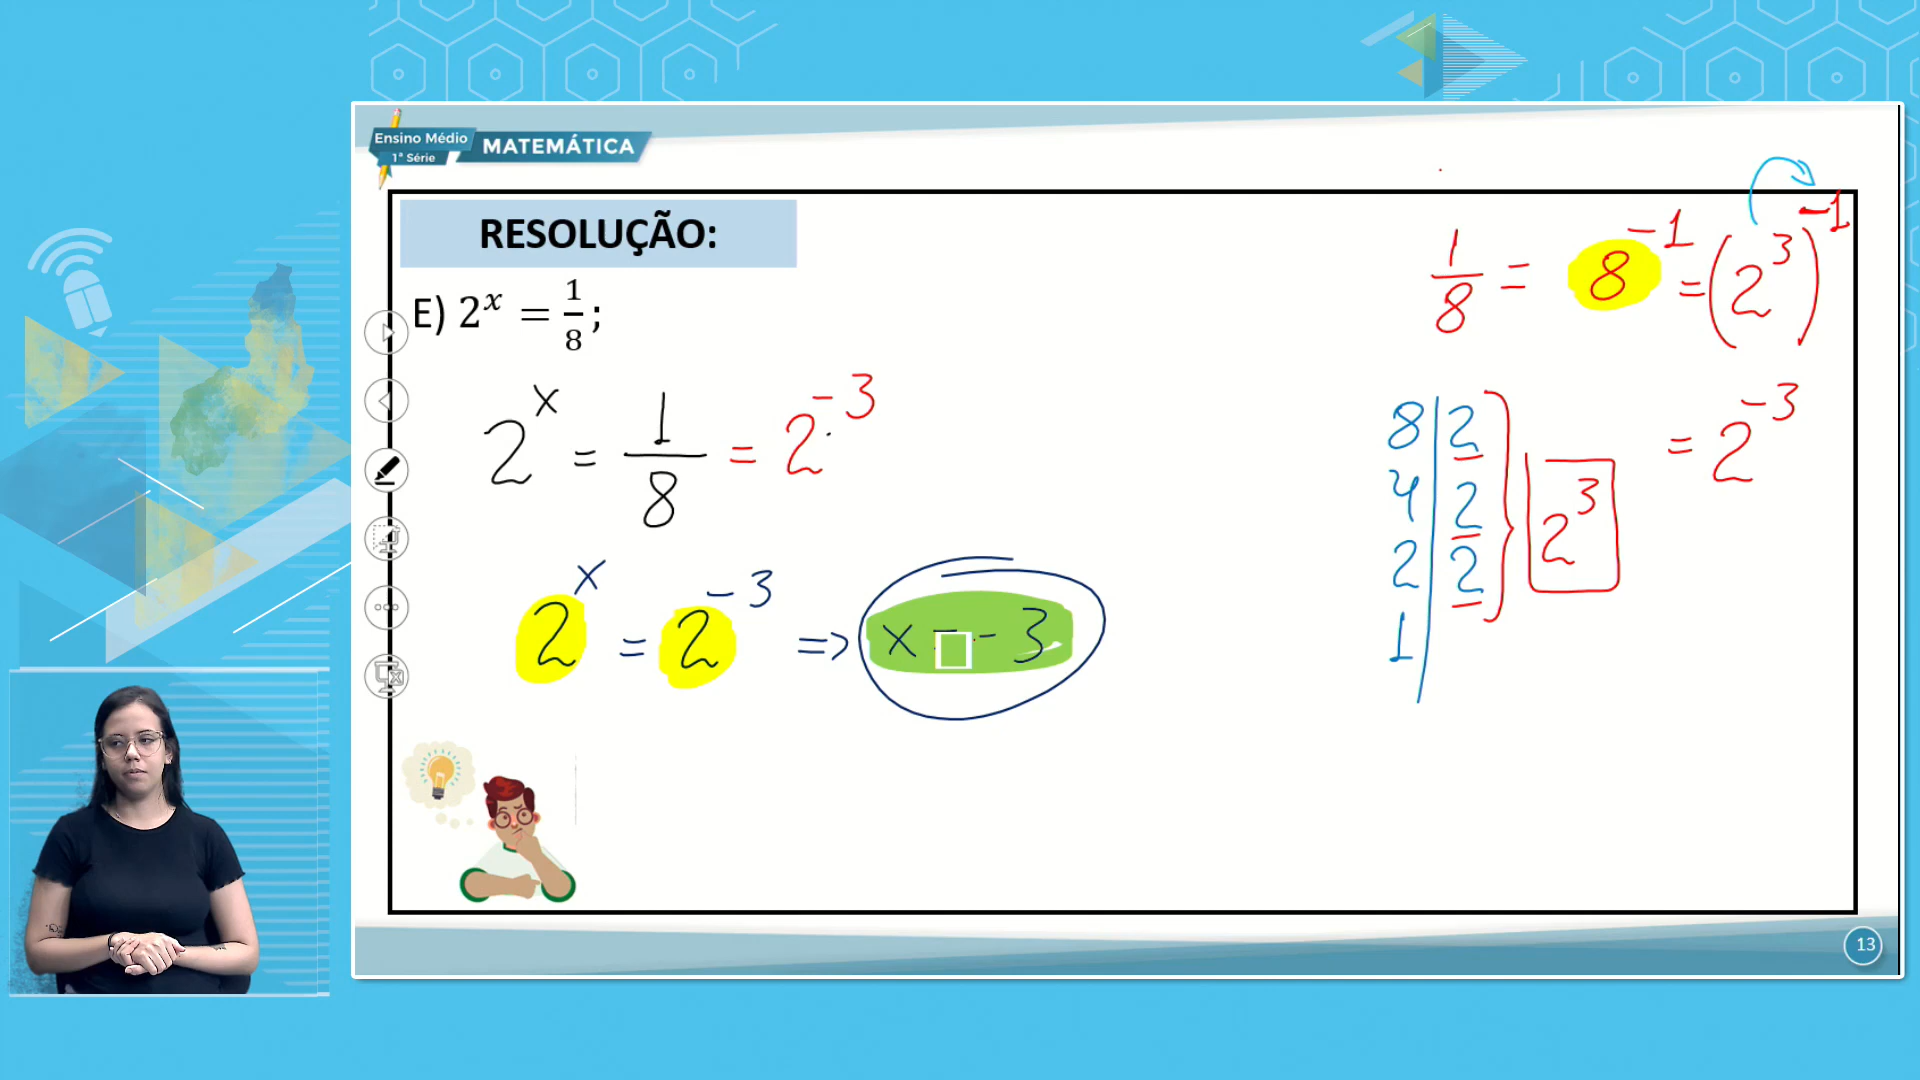 Ensino Médio
1ª Série
MATEMÁTICA
RESOLUÇÃO:
E) 2^x = 1/8;
2^x = 1/8 = 2^-3
2^x = 2^-3 => x = -3
1/8 = 8^-1 = (2^3)^-1
= 2^-3
8 | 2
4 | 2
2 | 2
1 |
} 2^3
13